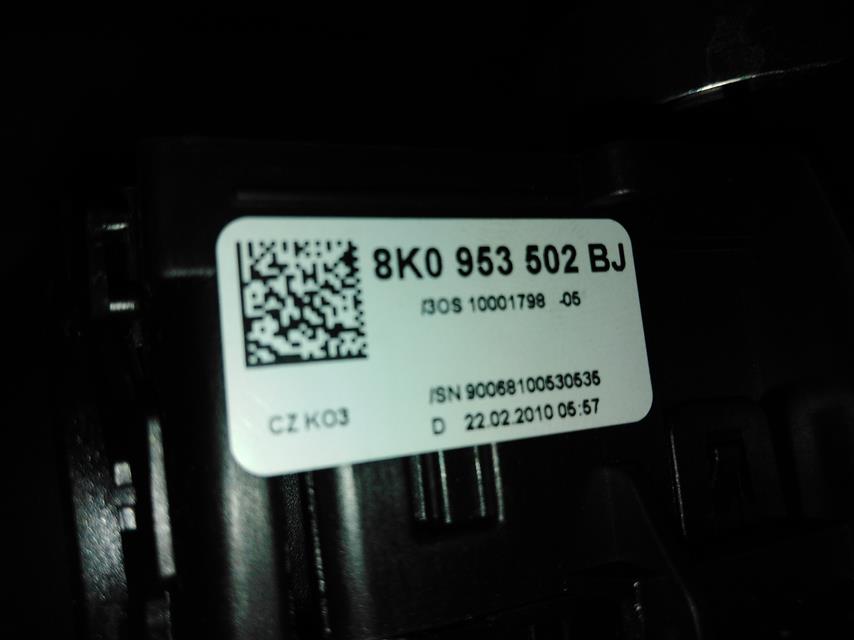 8K0 953 502 BJ
/3OS 10001798 -05
/SN 90068100530535
CZ K03 D 22.02.2010 05:57